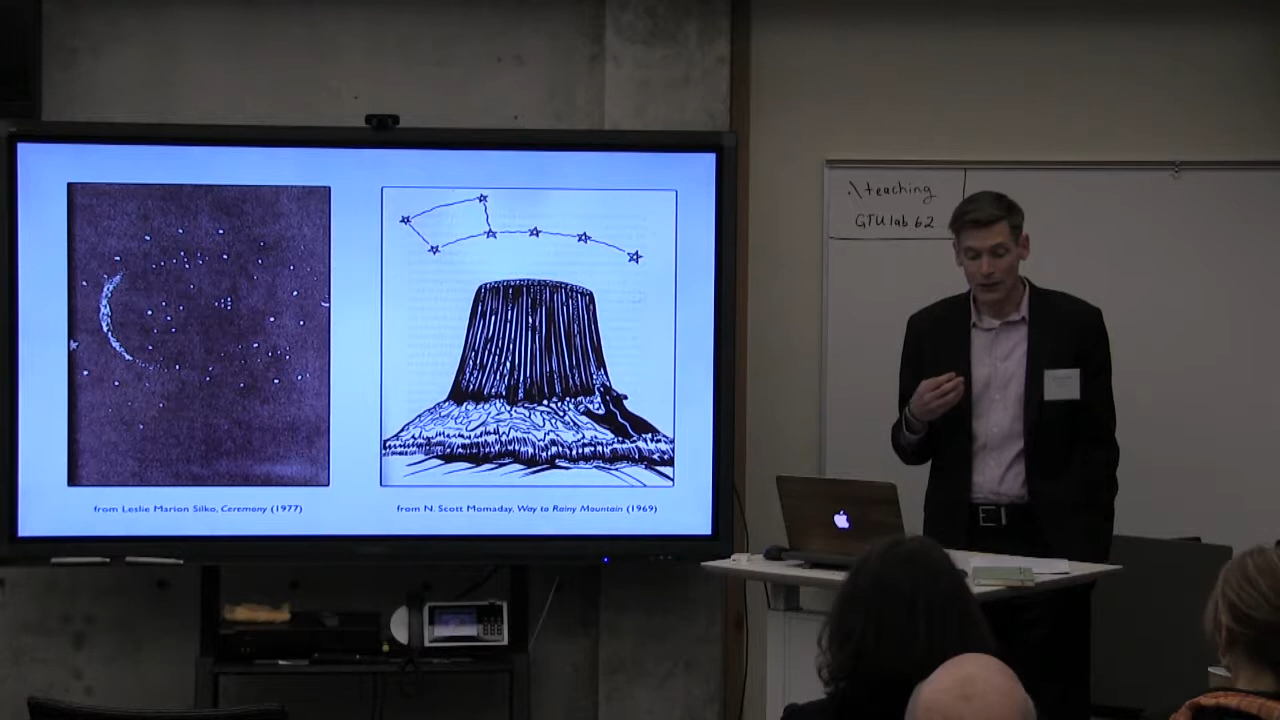 .\teaching
GTU lab 62
from Leslie Marion Silko, Ceremony (1977)
from N. Scott Momaday, Way to Rainy Mountain (1969)